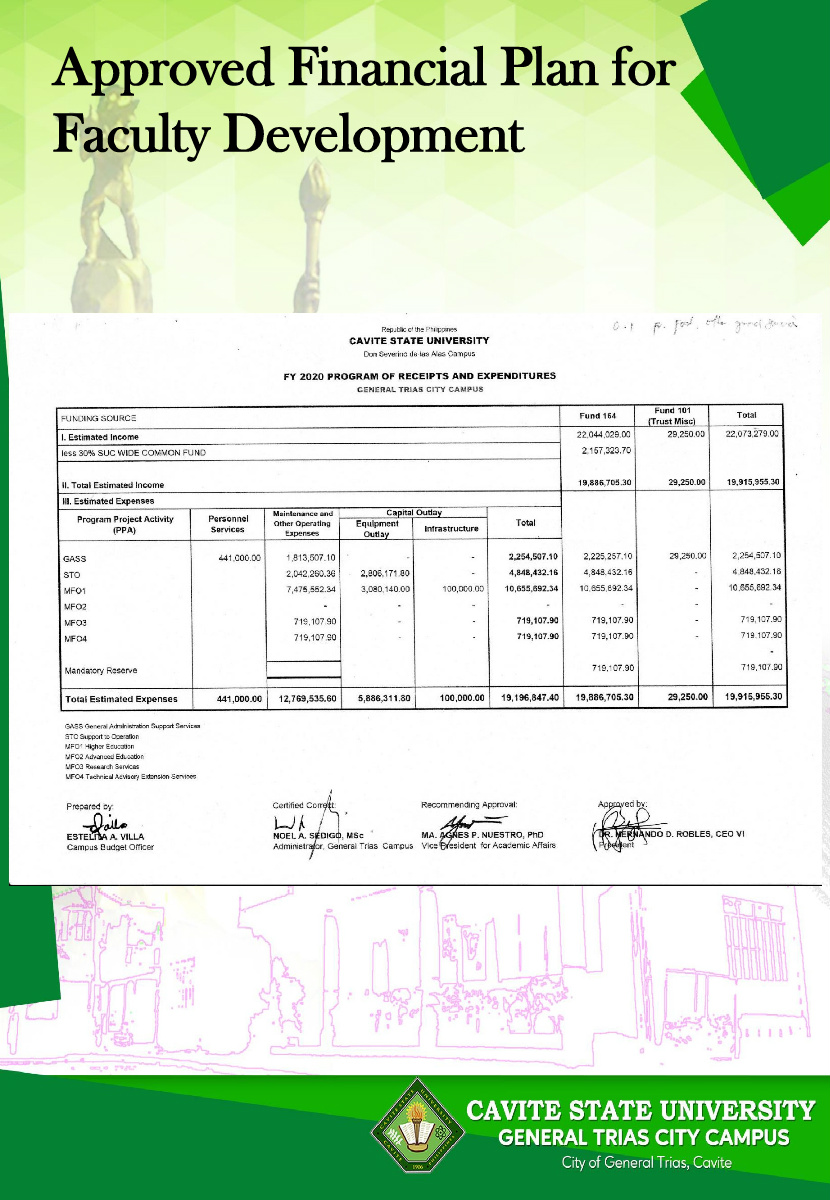 Approved Financial Plan for
Faculty Development
Republic of the Philippines
CAVITE STATE UNIVERSITY
Don Severino de las Alas Campus
FY 2020 PROGRAM OF RECEIPTS AND EXPENDITURES
GENERAL TRIAS CITY CAMPUS
FUNDING SOURCE Fund 164 Fund 101 (Trust Misc) Total
I. Estimated Income 22,044,029.00 29,250.00 22,073,279.00
less 30% SUC WIDE COMMON FUND 2,157,323.70
II. Total Estimated Income 19,886,705.30 29,250.00 19,915,955.30
III. Estimated Expenses
Program Project Activity (PPA) Personnel Services Maintenance and Other Operating Expenses Capital Outlay Equipment Outlay Infrastructure Total
GASS 441,000.00 1,813,507.10 - - 2,254,507.10 2,225,257.10 29,250.00 2,254,507.10
STO 2,042,260.36 2,806,171.80 - 4,848,432.16 4,848,432.16 - 4,848,432.16
MFO1 7,475,552.34 3,080,140.00 100,000.00 10,655,692.34 10,655,692.34 - 10,655,692.34
MFO2 - - - - - - -
MFO3 719,107.90 - - 719,107.90 719,107.90 - 719,107.90
MFO4 719,107.90 - - 719,107.90 719,107.90 - 719,107.90
-
Mandatory Reserve 719,107.90 719,107.90
Total Estimated Expenses 441,000.00 12,769,535.60 5,886,311.80 100,000.00 19,196,847.40 19,886,705.30 29,250.00 19,915,955.30
GASS General Administration Support Services
STO Support to Operation
MFO1 Higher Education
MFO2 Advanced Education
MFO3 Research Services
MFO4 Technical Advisory Extension Services
Prepared by: Certified Correct: Recommending Approval: Approved by:
ESTELITA A. VILLA NOEL A. SEDIGO, MSc MA. AGNES P. NUESTRO, PhD DR. HERNANDO D. ROBLES, CEO VI
Campus Budget Officer Administrator, General Trias Campus Vice President for Academic Affairs President
CAVITE STATE UNIVERSITY
GENERAL TRIAS CITY CAMPUS
City of General Trias, Cavite